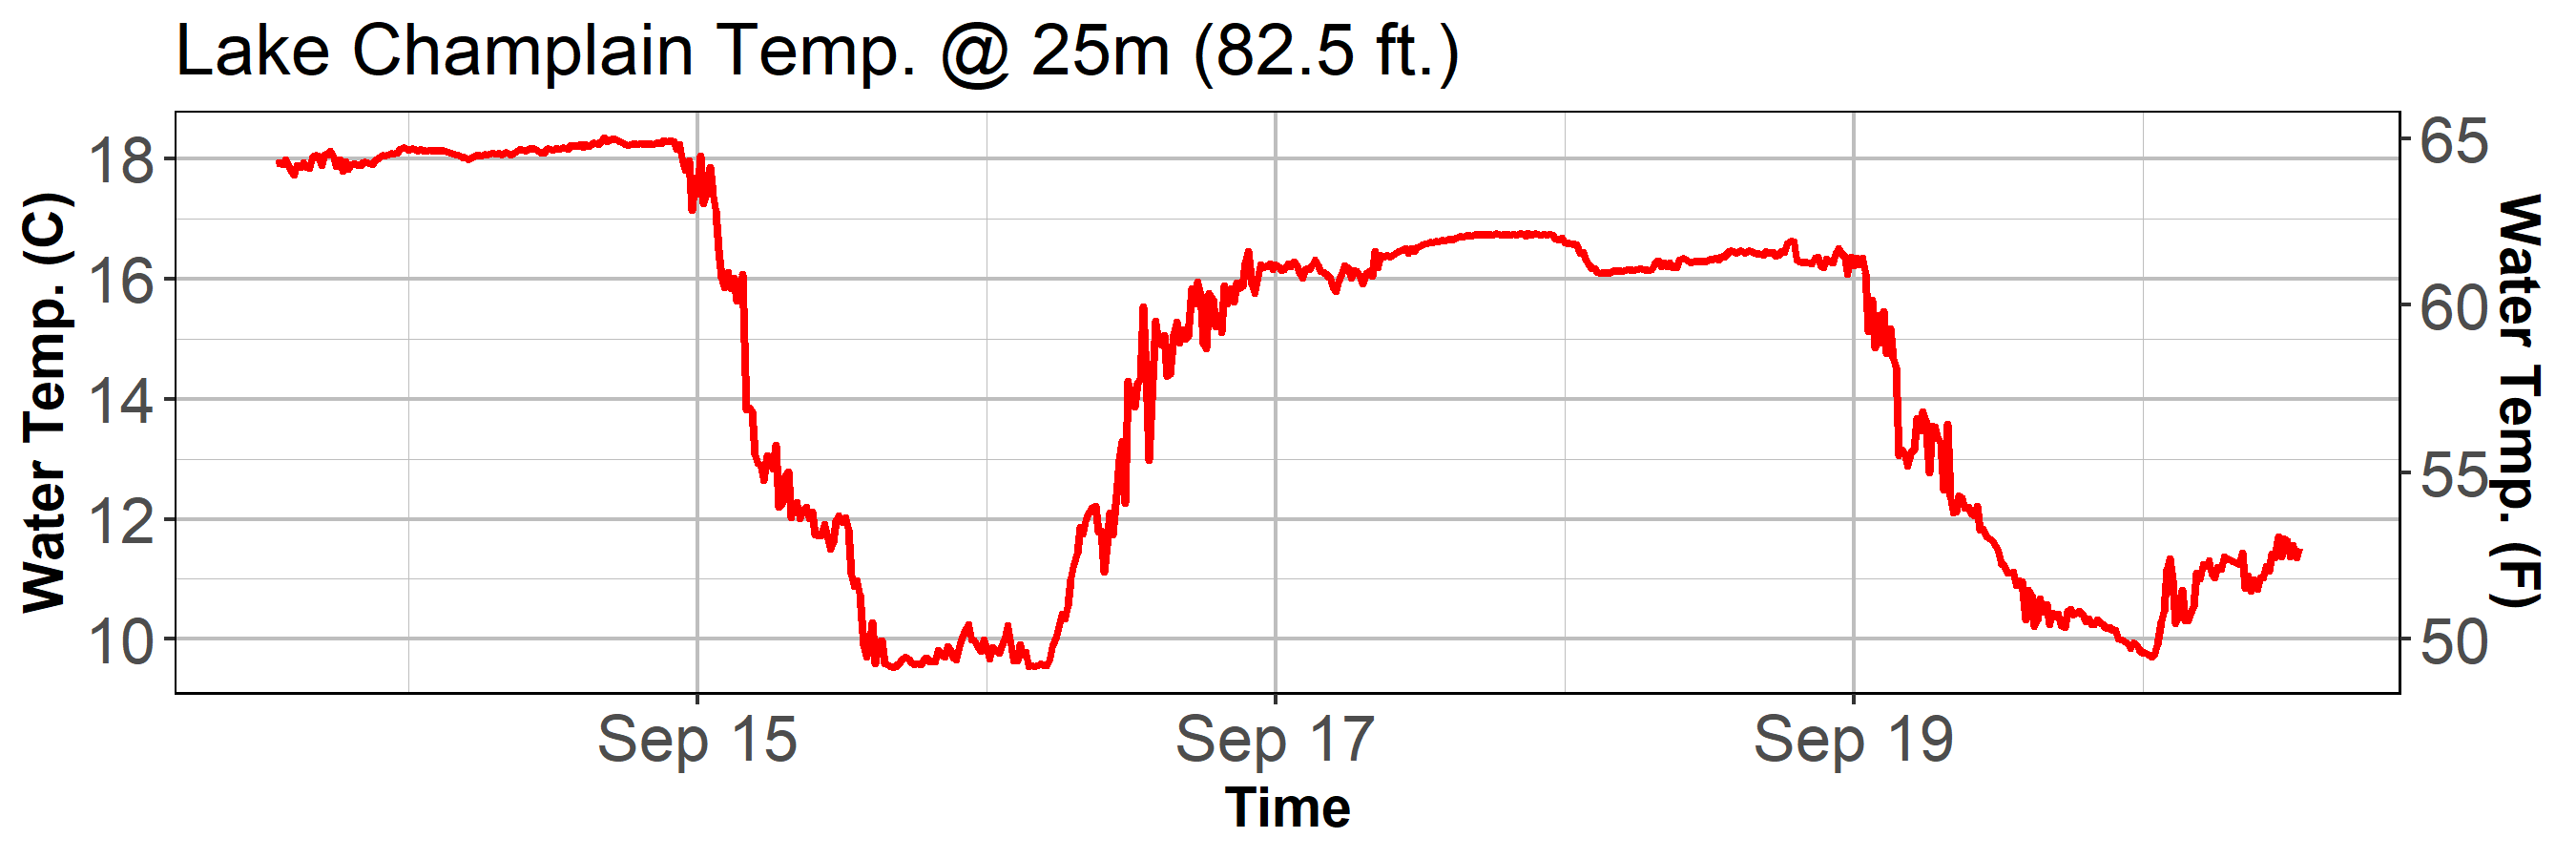 Lake Champlain Temp. @ 25m (82.5 ft.)
Water Temp. (C)
18
16
14
12
10
65
60
55
50
Water Temp. (F)
Sep 15
Sep 17
Sep 19
Time